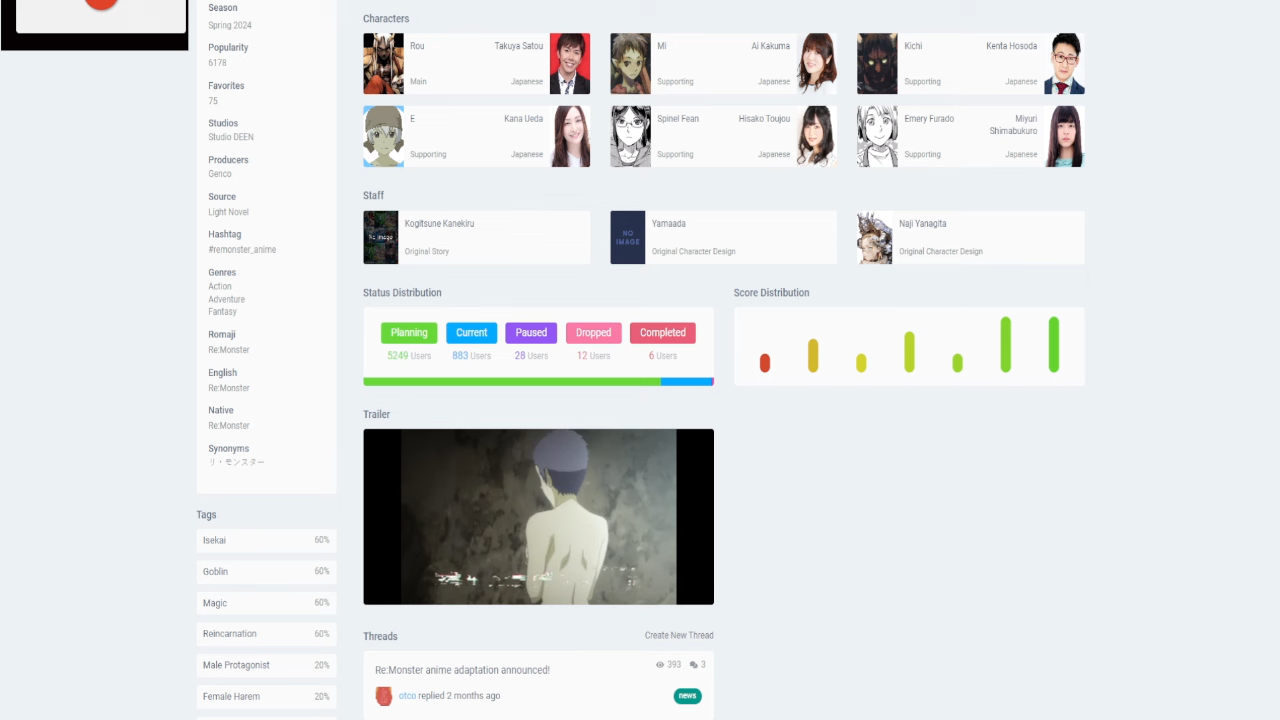 Season
Spring 2024
Popularity
6178
Favorites
75
Studios
Studio DEEN
Producers
Genco
Source
Light Novel
Hashtag
#remonster_anime
Genres
Action
Adventure
Fantasy
Romaji
Re:Monster
English
Re:Monster
Native
Re:Monster
Synonyms
リ・モンスター
Tags
Isekai 60%
Goblin 60%
Magic 60%
Reincarnation 60%
Male Protagonist 20%
Female Harem 20%
Characters
Rou Takuya Satou
Main Japanese
Mi Ai Kakuma
Supporting Japanese
Kichi Kenta Hosoda
Supporting Japanese
E Kana Ueda
Supporting Japanese
Spinel Fean Hisako Toujou
Supporting Japanese
Emery Furado Miyuri
Shimabukuro
Supporting Japanese
Staff
No Image
Kogitsune Kanekiru
Original Story
NO
IMAGE
Yamaada
Original Character Design
Naji Yanagita
Original Character Design
Status Distribution
Planning Current Paused Dropped Completed
5249 Users 883 Users 28 Users 12 Users 6 Users
Score Distribution
Trailer
Threads Create New Thread
Re:Monster anime adaptation announced! 393 3
otco replied 2 months ago news